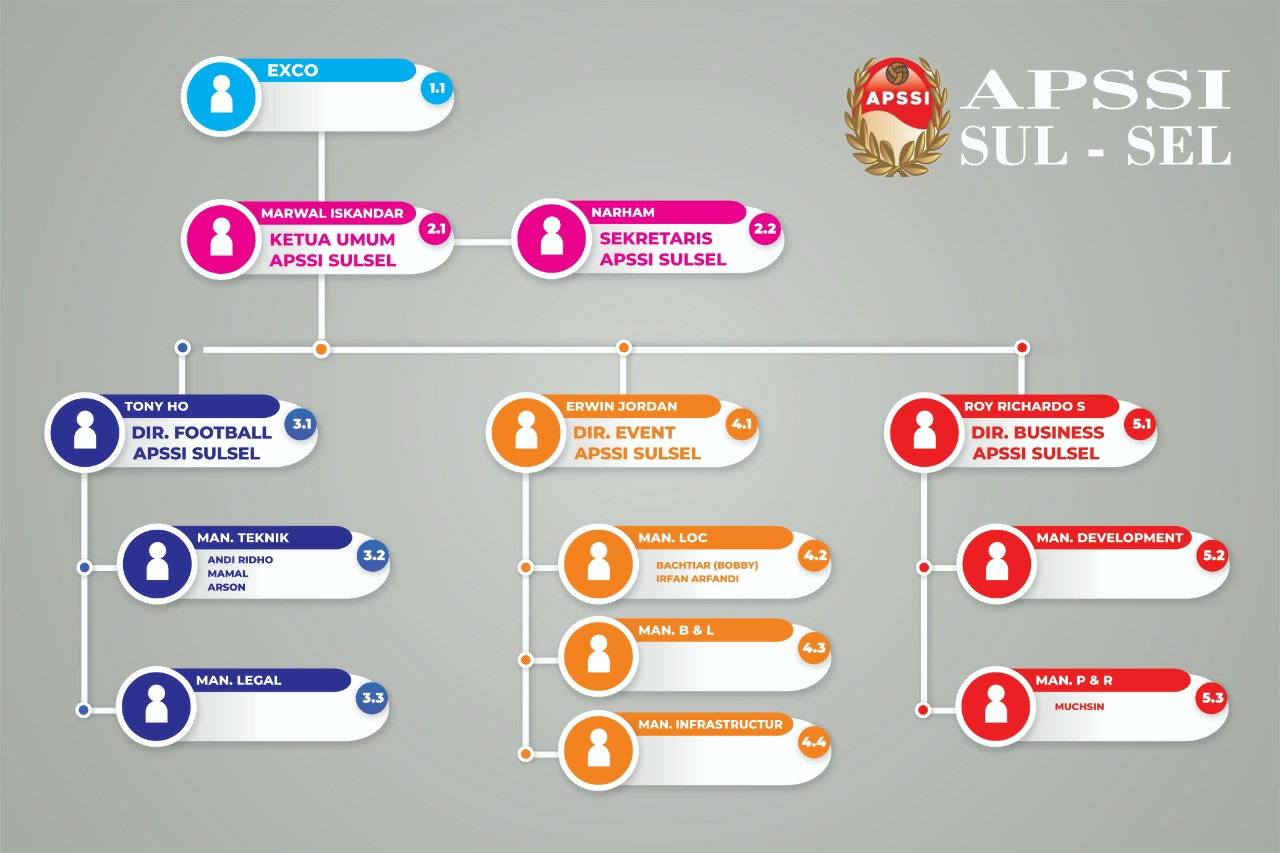 EXCO
1.1
APSSI
APSSI
SUL - SEL
MARWAL ISKANDAR
2.1
KETUA UMUM
APSSI SULSEL
NARHAM
2.2
SEKRETARIS
APSSI SULSEL
TONY HO
3.1
DIR. FOOTBALL
APSSI SULSEL
ERWIN JORDAN
4.1
DIR. EVENT
APSSI SULSEL
ROY RICHARDO S
5.1
DIR. BUSINESS
APSSI SULSEL
MAN. TEKNIK
3.2
ANDI RIDHO
MAMAL
ARSON
MAN. LOC
4.2
BACHTIAR (BOBBY)
IRFAN ARFANDI
MAN. DEVELOPMENT
5.2
MAN. B & L
4.3
MAN. LEGAL
3.3
MAN. P & R
5.3
MUCHSIN
MAN. INFRASTRUCTUR
4.4